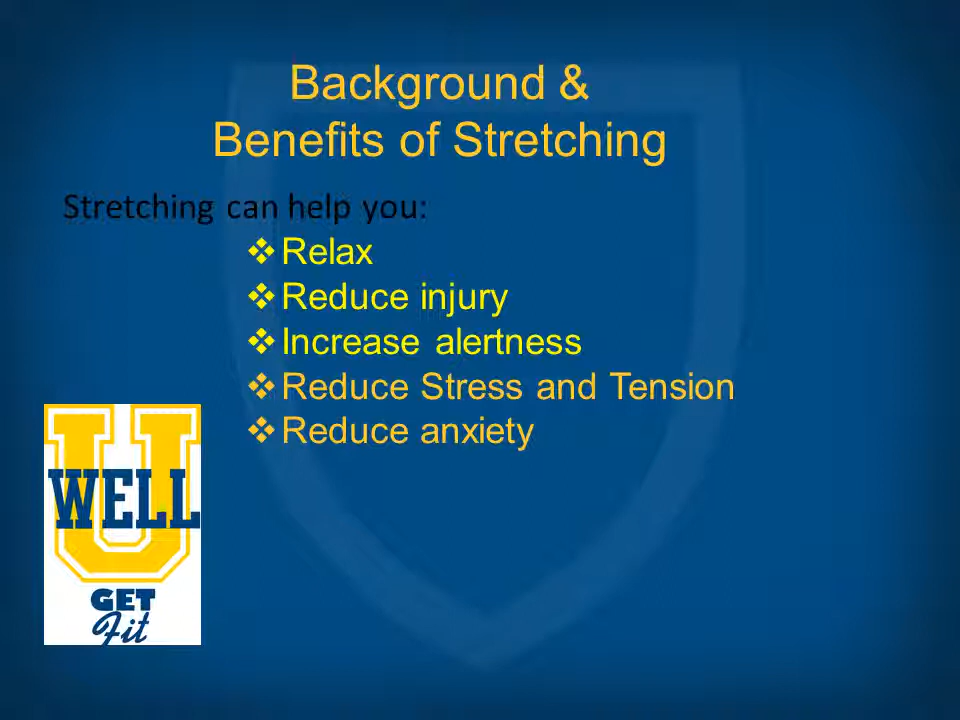 Background &
Benefits of Stretching
Stretching can help you:
❖Relax
❖Reduce injury
❖Increase alertness
❖Reduce Stress and Tension
❖Reduce anxiety
U
WELL
GET
Fit